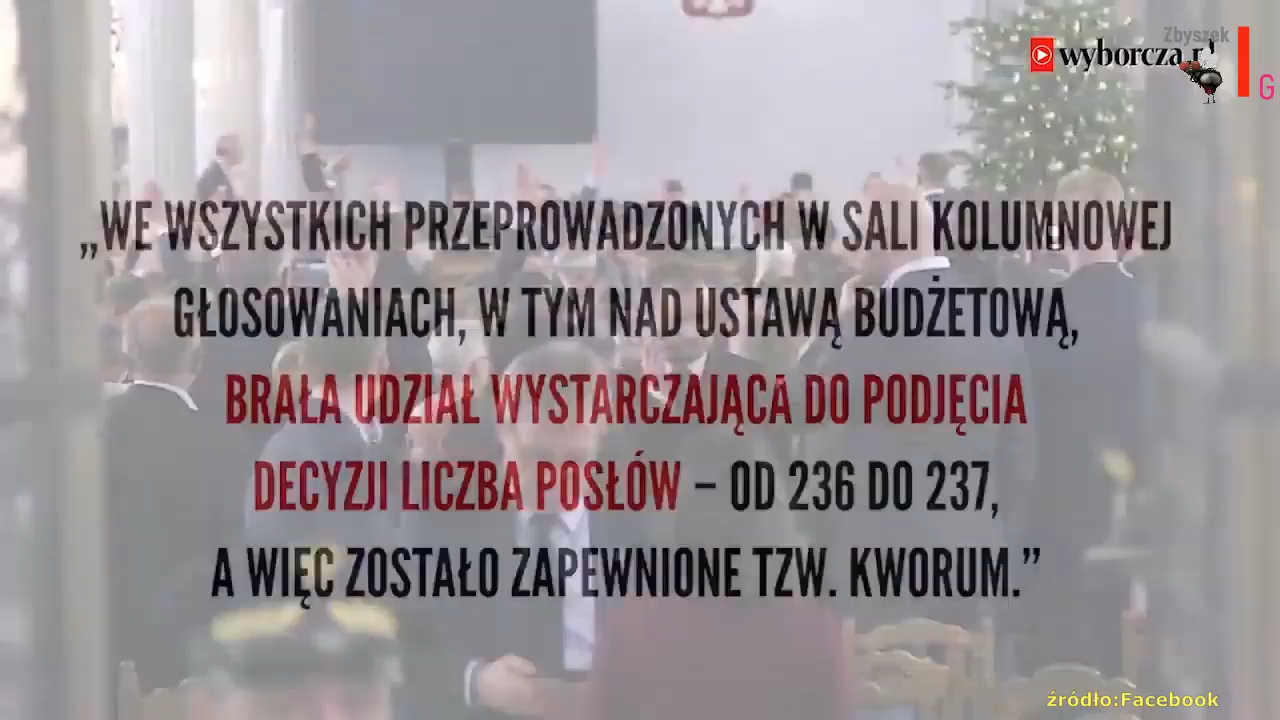 Zbyszek
wyborcza.
G
„WE WSZYSTKICH PRZEPROWADZONYCH W SALI KOLUMNOWEJ
GŁOSOWANIACH, W TYM NAD USTAWĄ BUDŻETOWĄ,
BRAŁA UDZIAŁ WYSTARCZAJĄCA DO PODJĘCIA
DECYZJI LICZBA POSŁÓW – OD 236 DO 237,
A WIĘC ZOSTAŁO ZAPEWNIONE TZW. KWORUM.”
źródło:Facebook